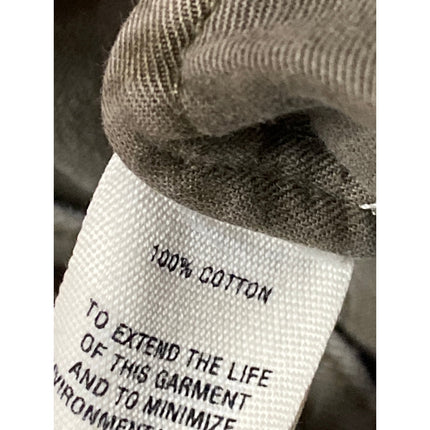 100% COTTON
TO EXTEND THE LIFE
OF THIS GARMENT
AND TO MINIMIZE